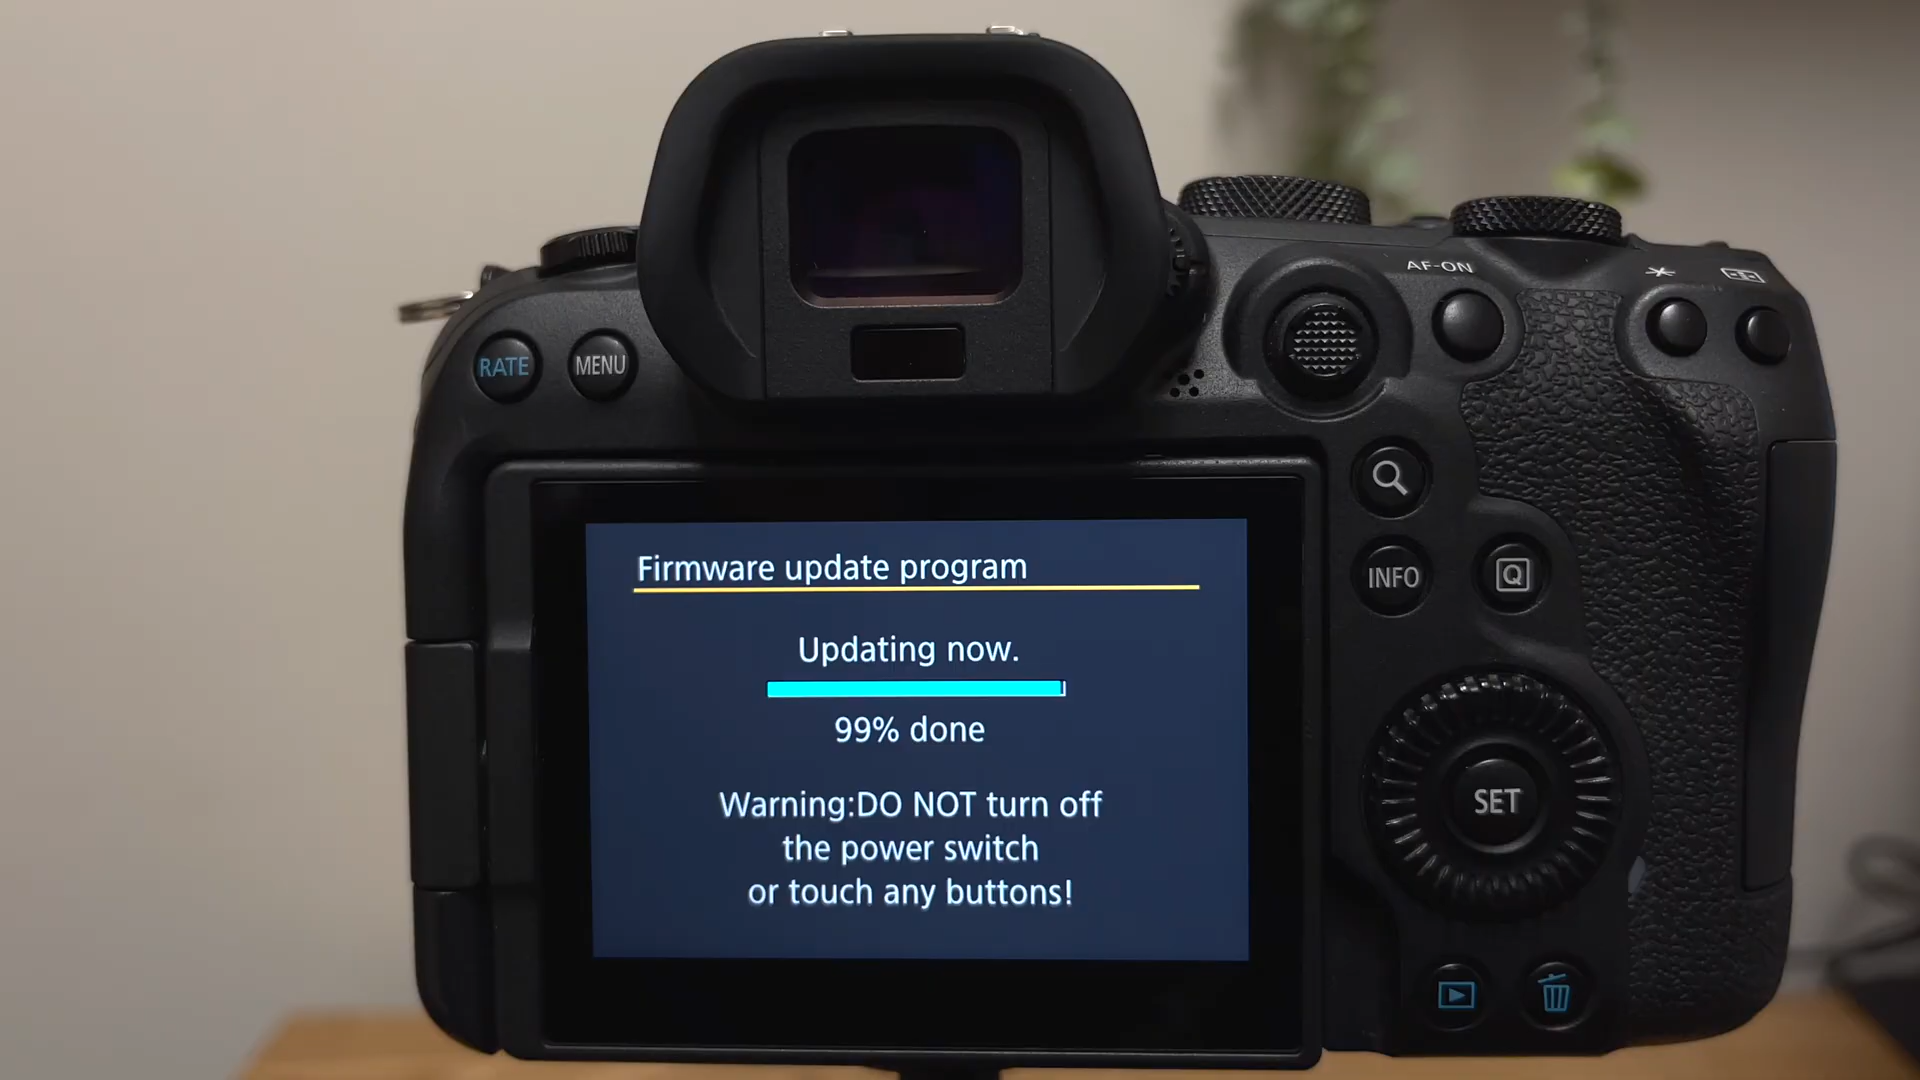 AF-ON
RATE
MENU
INFO
Q
Firmware update program
Updating now.
99% done
Warning:DO NOT turn off
the power switch
or touch any buttons!
SET